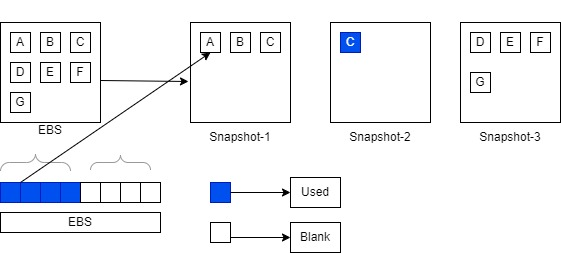 A B C
D E F
G
EBS
A B C
Snapshot-1
C
Snapshot-2
D E F
G
Snapshot-3
EBS
Used
Blank